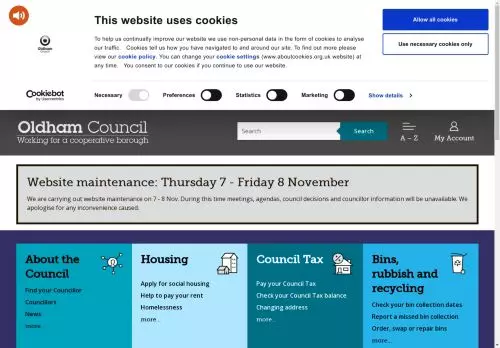 This website uses cookies
To help us continually improve our website we use non-personal data in the form of cookies to analyse
our traffic. Cookies tell us how you have navigated to and around our site. To find out more please
view our cookie policy. You can change your cookie settings (www.aboutcookies.org.uk website) at any
time. You consent to our cookies if you continue to use our website.
Allow all cookies
Use necessary cookies only
Oldham
Council
Cookiebot
by Usercentrics
Necessary
Preferences
Statistics
Marketing
Show details
Oldham Council
Working for a cooperative borough
Search
Search
A – Z
My Account
Website maintenance: Thursday 7 - Friday 8 November
We are carrying out website maintenance on 7 - 8 Nov. During this time meetings, agendas, council decisions and councillor information will be unavailable. We
apologise for any inconvenience caused.
About the
Council
Find your Councillor
Councillors
News
more...
Housing
Apply for social housing
Help to pay your rent
Homelessness
more...
Council Tax
Pay your Council Tax
Check your Council Tax balance
Changing address
more...
Bins,
rubbish and
recycling
Check your bin collection dates
Report a missed bin collection
Order, swap or repair bins
more...